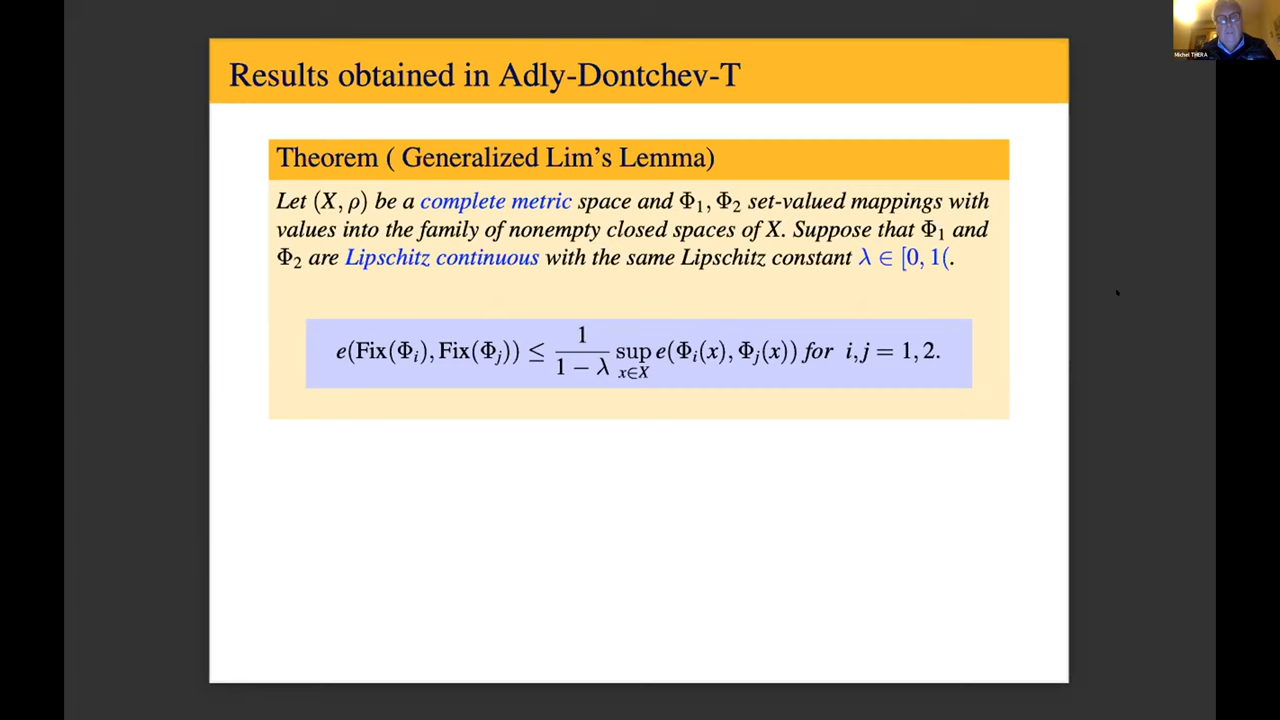 Michel THERA
Results obtained in Adly-Dontchev-T
Theorem ( Generalized Lim's Lemma)
Let (X, ρ) be a complete metric space and Φ₁, Φ₂ set-valued mappings with
values into the family of nonempty closed spaces of X. Suppose that Φ₁ and
Φ₂ are Lipschitz continuous with the same Lipschitz constant λ ∈ [0, 1(.
e(Fix(Φᵢ), Fix(Φⱼ)) ≤ 1/(1 − λ) sup_{x∈X} e(Φᵢ(x), Φⱼ(x)) for i, j = 1, 2.